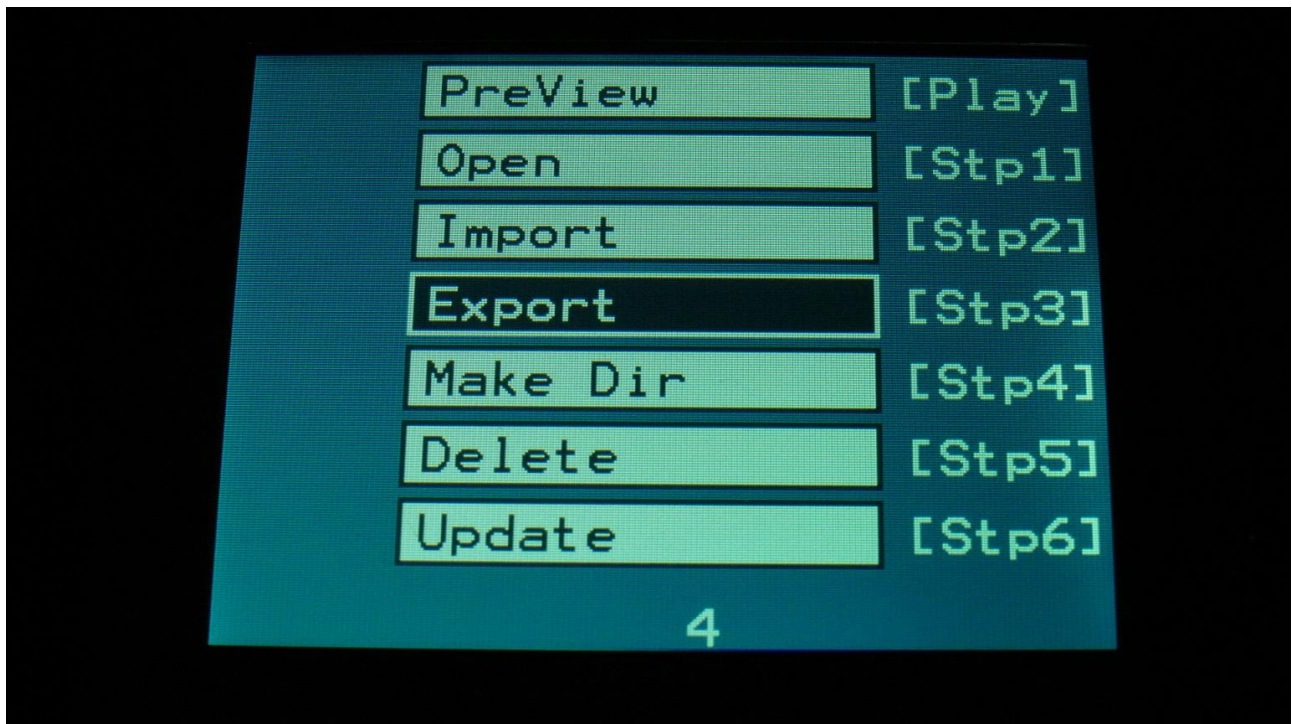 PreView [Play]
Open [Stp1]
Import [Stp2]
Export [Stp3]
Make Dir [Stp4]
Delete [Stp5]
Update [Stp6]
4